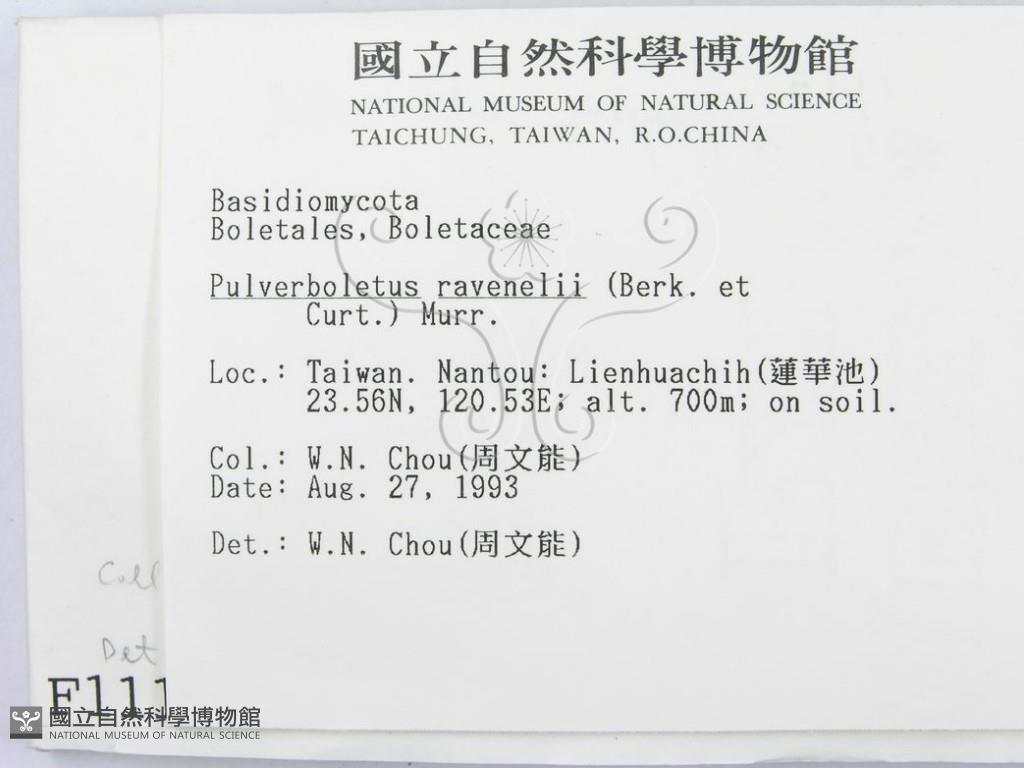 國立自然科學博物館
NATIONAL MUSEUM OF NATURAL SCIENCE
TAICHUNG, TAIWAN, R.O.CHINA
Basidiomycota
Boletales, Boletaceae
Pulverboletus ravenelii (Berk. et
Curt.) Murr.
Loc.: Taiwan. Nantou: Lienhuachih(蓮華池)
23.56N, 120.53E; alt. 700m; on soil.
Col.: W.N. Chou(周文能)
Date: Aug. 27, 1993
Det.: W.N. Chou(周文能)
Coll
Det
F111
國立自然科學博物館
NATIONAL MUSEUM OF NATURAL SCIENCE